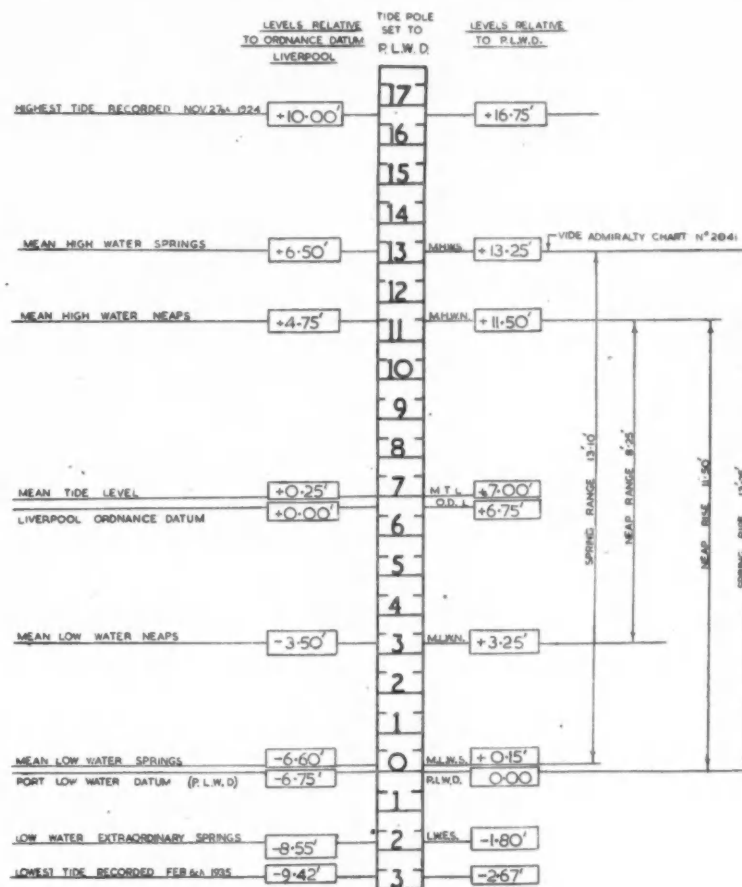 LEVELS RELATIVE
TO ORDNANCE DATUM
LIVERPOOL
TIDE POLE
SET TO
P.L.W.D.
LEVELS RELATIVE
TO P.L.W.D.
17
HIGHEST TIDE RECORDED NOV. 27th 1924
+10.00'
+16.75'
16
15
14
VIDE ADMIRALTY CHART Nº 2041
MEAN HIGH WATER SPRINGS
+6.50'
13
M.H.W.S.
+13.25'
12
MEAN HIGH WATER NEAPS
+4.75'
11
M.H.W.N.
+11.50'
10
9
8
MEAN TIDE LEVEL
+0.25'
7
M.T.L.
+7.00'
LIVERPOOL ORDNANCE DATUM
+0.00'
O.D.L.
+6.75'
6
SPRING RANGE 13.10'
NEAP RANGE 8.25'
NEAP RISE 11.50'
SPRING RISE
5
4
MEAN LOW WATER NEAPS
-3.50'
3
M.L.W.N.
+3.25'
2
1
MEAN LOW WATER SPRINGS
-6.60'
0
M.L.W.S.
+0.15'
PORT LOW WATER DATUM (P.L.W.D)
-6.75'
P.L.W.D.
0.00
1
LOW WATER EXTRAORDINARY SPRINGS
-8.55'
2
L.W.E.S.
-1.80'
LOWEST TIDE RECORDED FEB 6th 1935
-9.42'
3
-2.67'